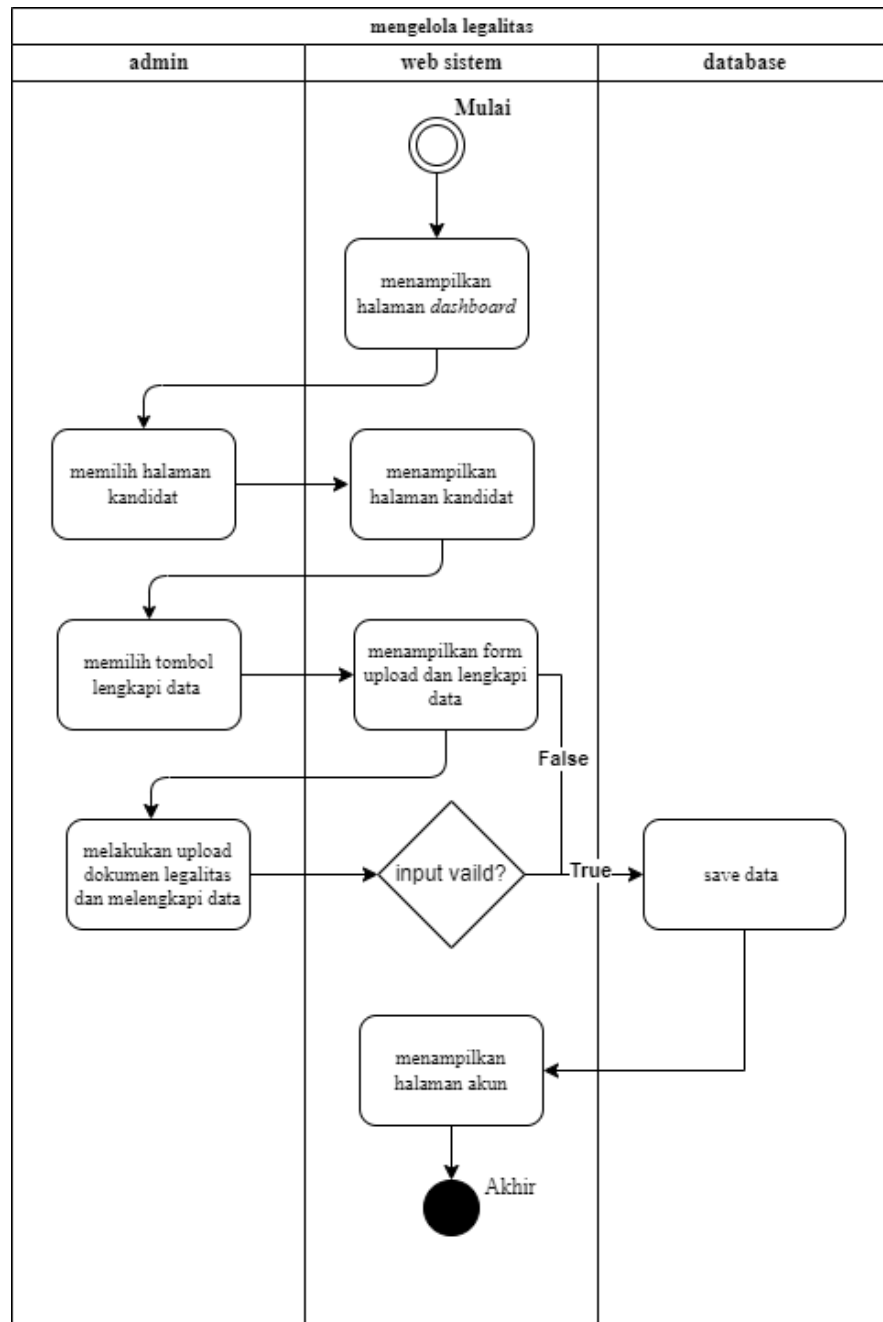 mengelola legalitas
admin
web sistem
database
Mulai
menampilkan
halaman dashboard
memilih halaman
kandidat
menampilkan
halaman kandidat
memilih tombol
lengkapi data
menampilkan form
upload dan lengkapi
data
False
melakukan upload
dokumen legalitas
dan melengkapi data
input vaild?
True
save data
menampilkan
halaman akun
Akhir